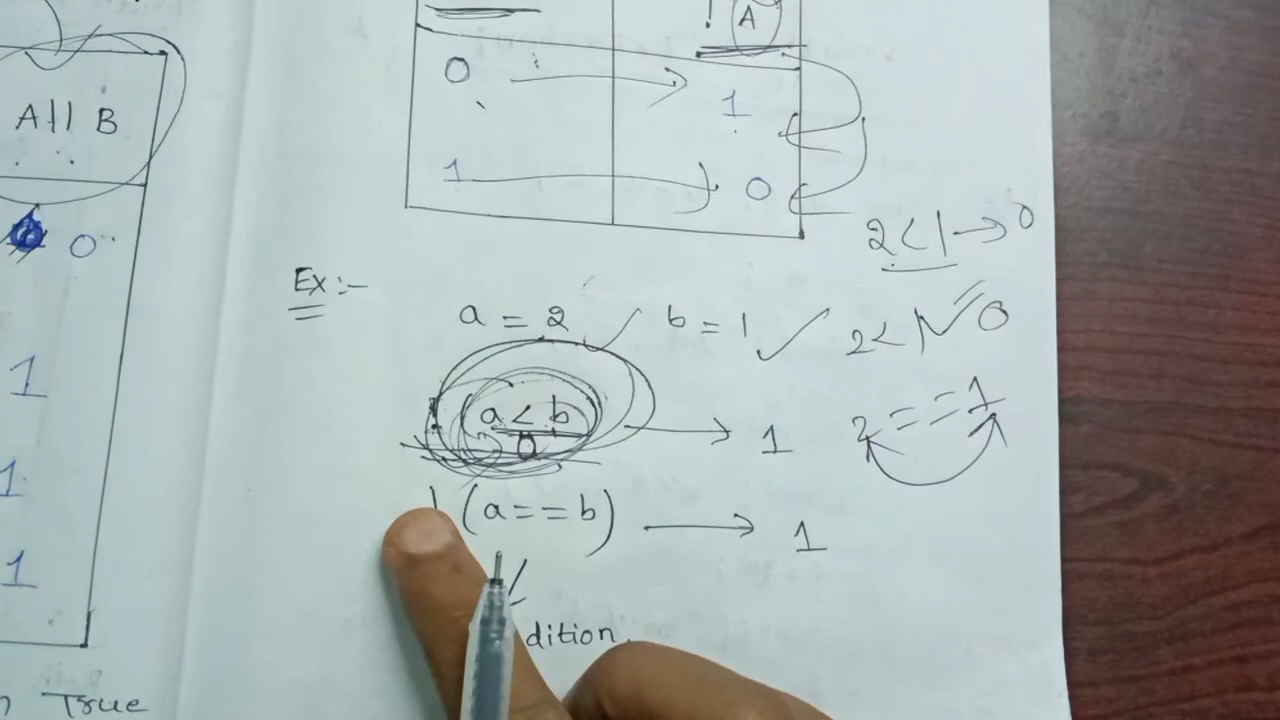 ! A
0 → 1
1 → 0
A || B
0
1
1
1
True
Ex :-
a = 2 ✓ b = 1 ✓
! (a < b) → 1
0
! (a == b) → 1
dition
2 < 1 → 0
2 < 1 0
2 == 1